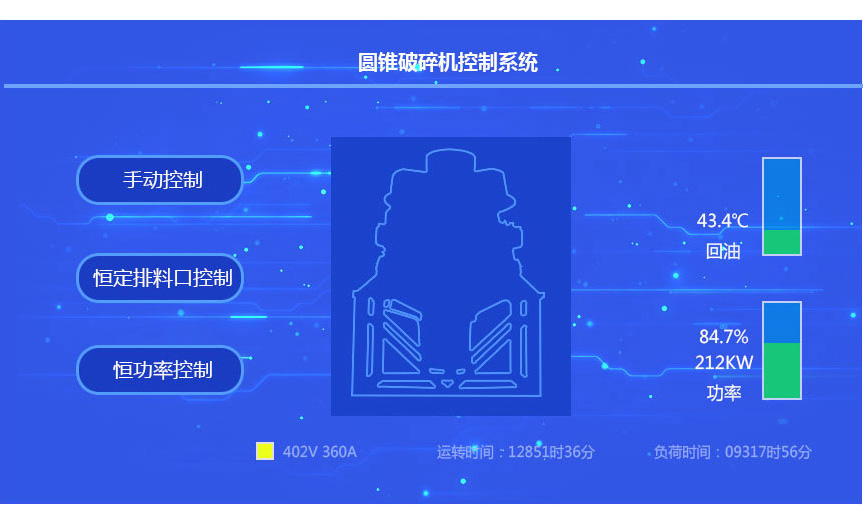 圆锥破碎机控制系统
手动控制
恒定排料口控制
恒功率控制
43.4℃
回油
84.7%
212KW
功率
402V 360A
运转时间：12851时36分
负荷时间：09317时56分